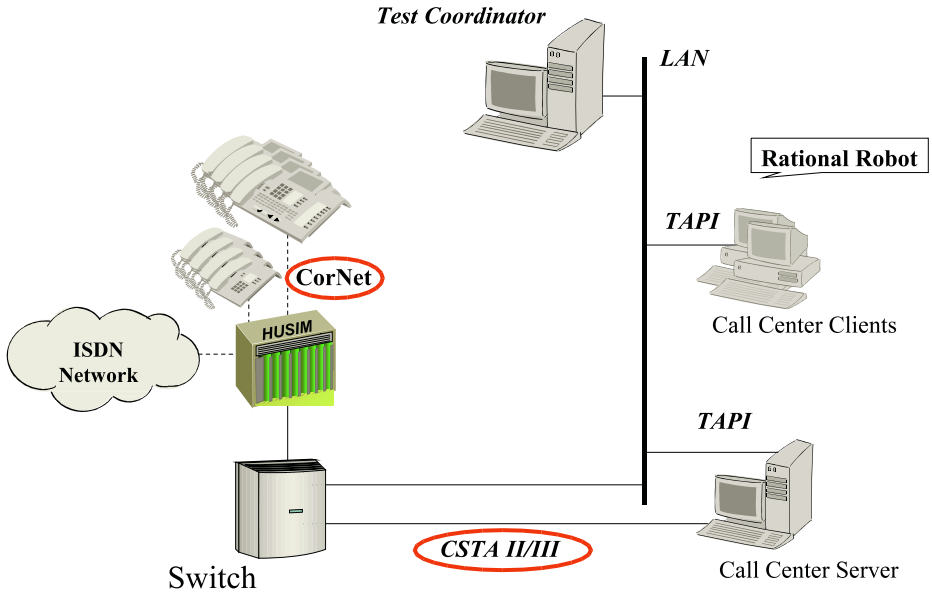 Test Coordinator
LAN
Rational Robot
TAPI
CorNet
Call Center Clients
HUSIM
ISDN
Network
TAPI
CSTA II/III
Switch
Call Center Server